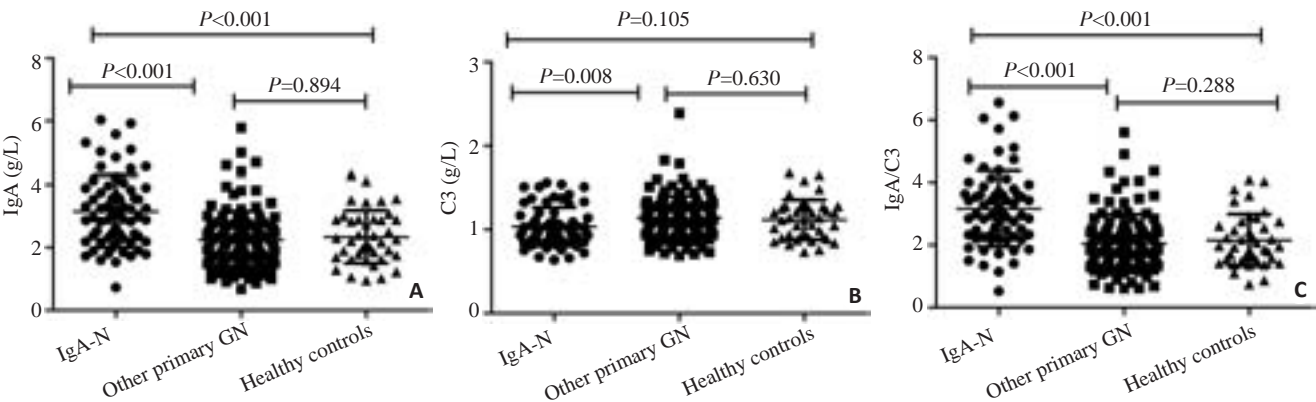 P<0.001
P<0.001
P=0.894
8
6
4
2
0
IgA (g/L)
A
IgA-N
Other primary GN
Healthy controls
P=0.105
P=0.008
P=0.630
3
2
1
0
C3 (g/L)
B
IgA-N
Other primary GN
Healthy controls
P<0.001
P<0.001
P=0.288
8
6
4
2
0
IgA/C3
C
IgA-N
Other primary GN
Healthy controls